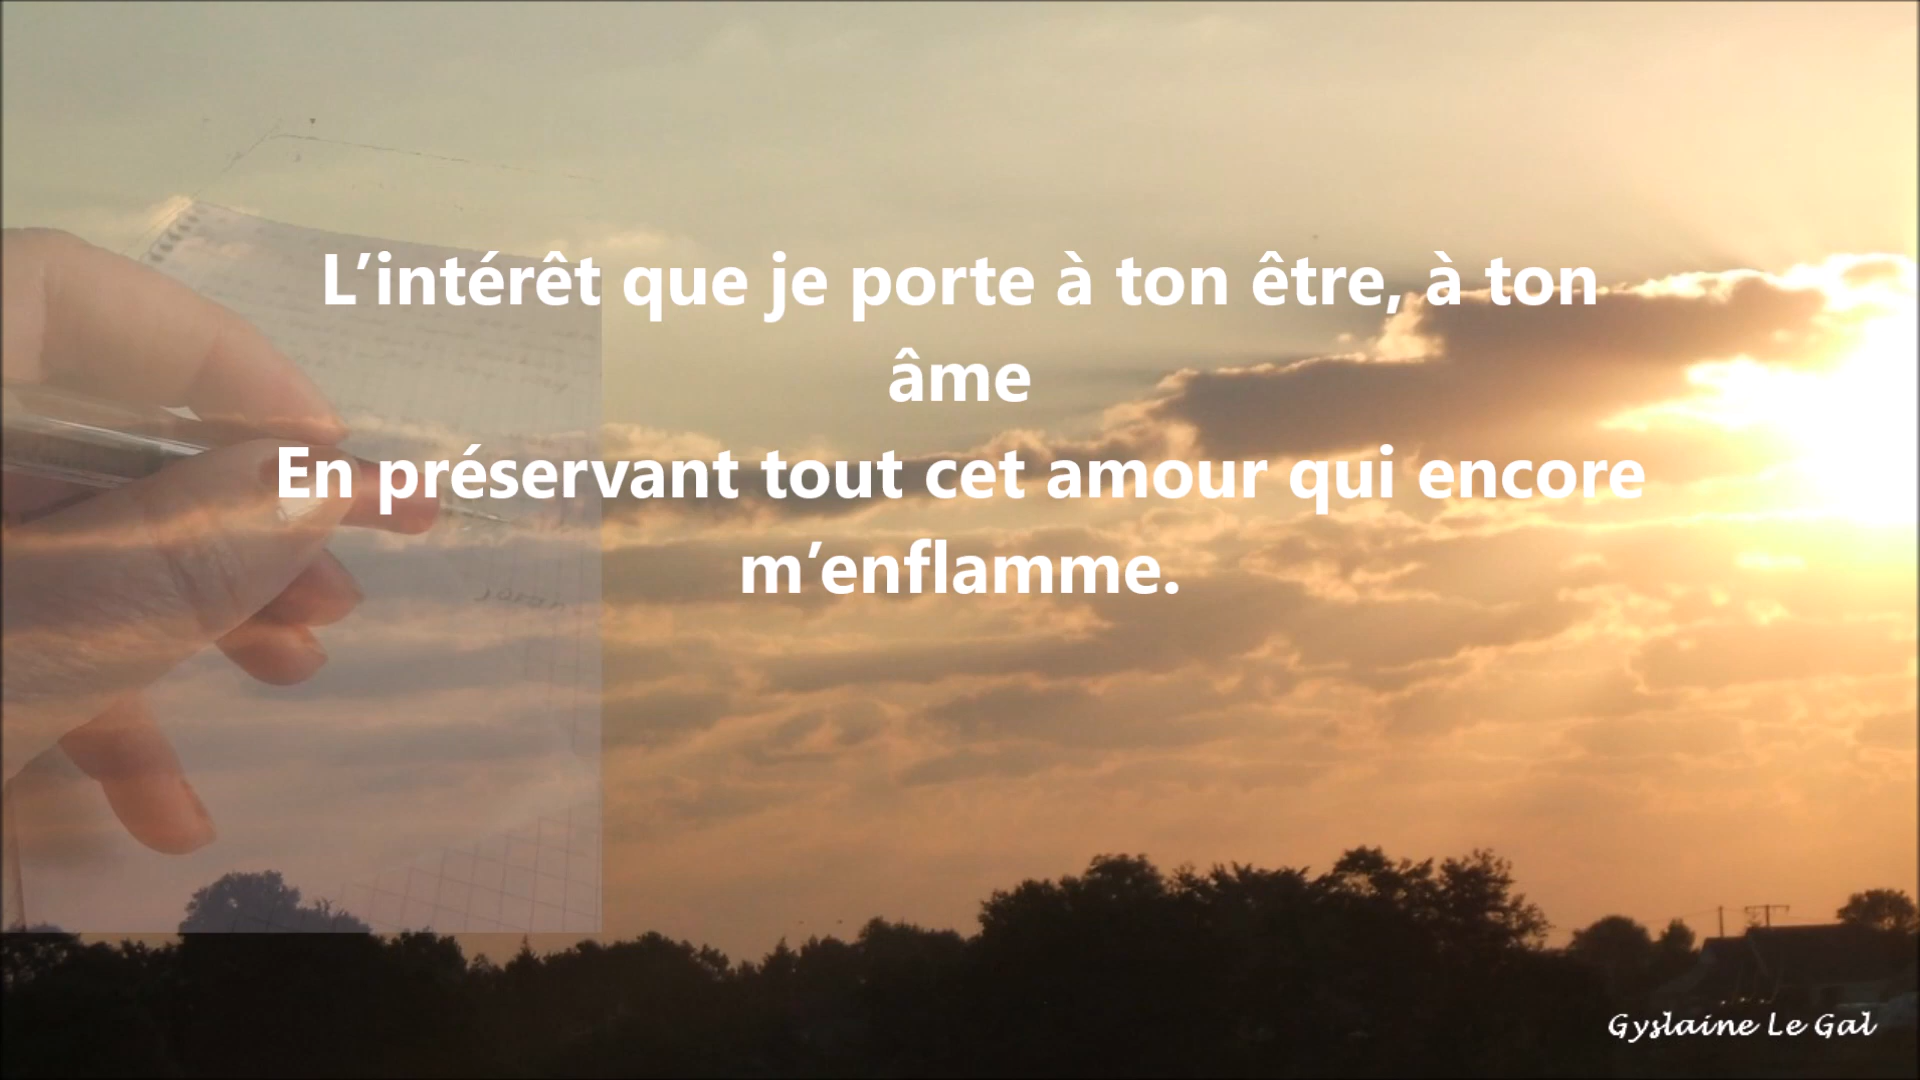 L’intérêt que je porte à ton être, à ton
âme
En préservant tout cet amour qui encore
m’enflamme.
Gyslaine Le Gal